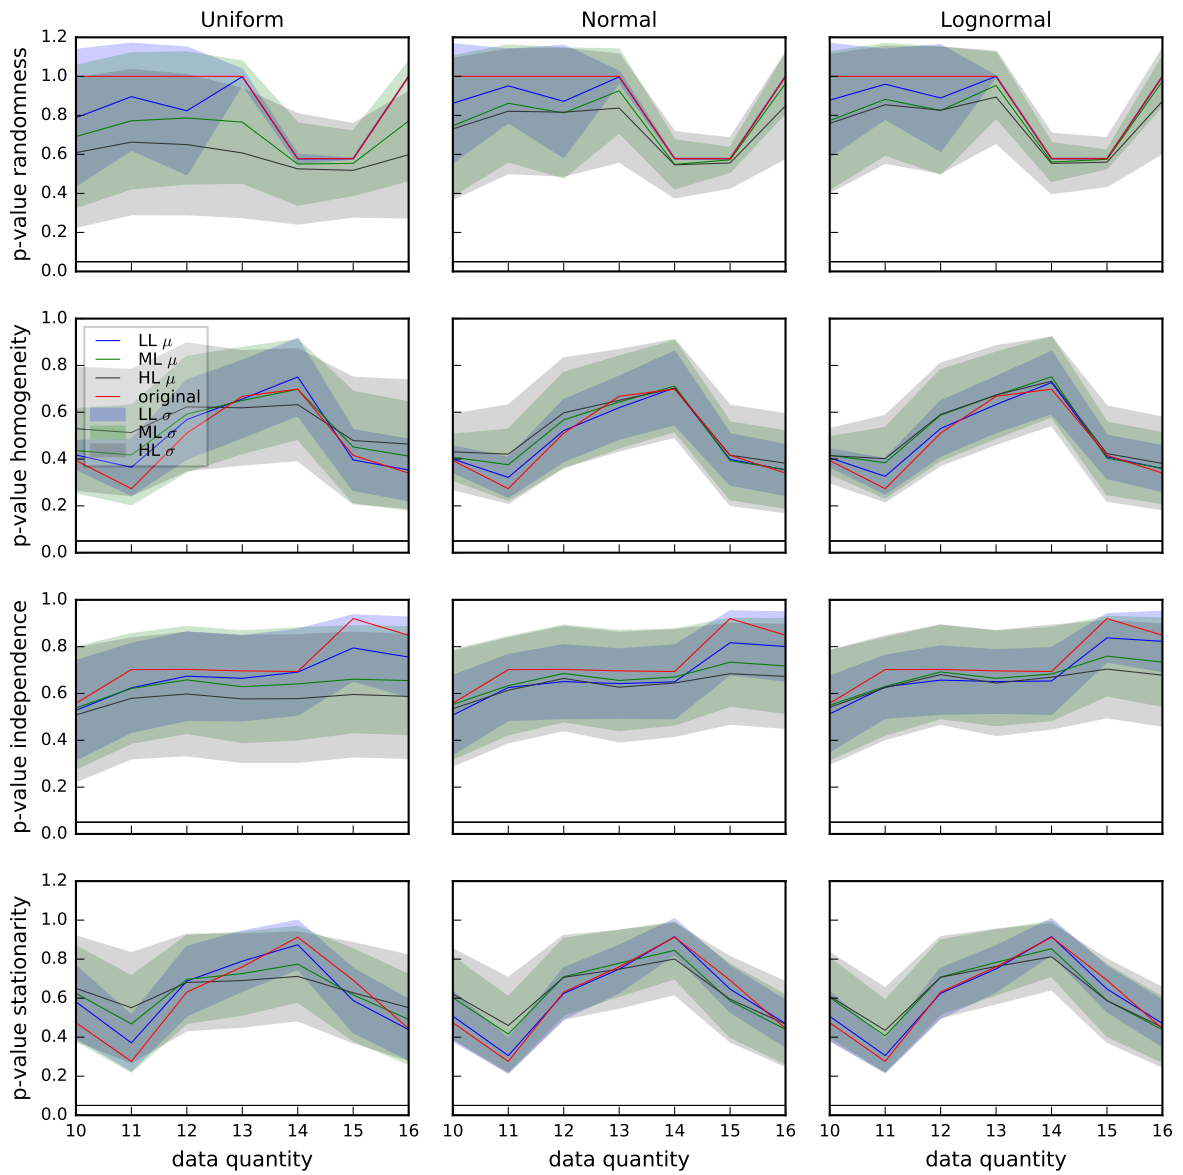 Uniform
Normal
Lognormal
p-value randomness
1.2
1.0
0.8
0.6
0.4
0.2
0.0
p-value homogeneity
1.0
0.8
0.6
0.4
0.2
0.0
LL μ
ML μ
HL μ
original
LL σ
ML σ
HL σ
p-value independence
1.0
0.8
0.6
0.4
0.2
0.0
p-value stationarity
1.2
1.0
0.8
0.6
0.4
0.2
0.0
10 11 12 13 14 15 16
10 11 12 13 14 15 16
10 11 12 13 14 15 16
data quantity
data quantity
data quantity